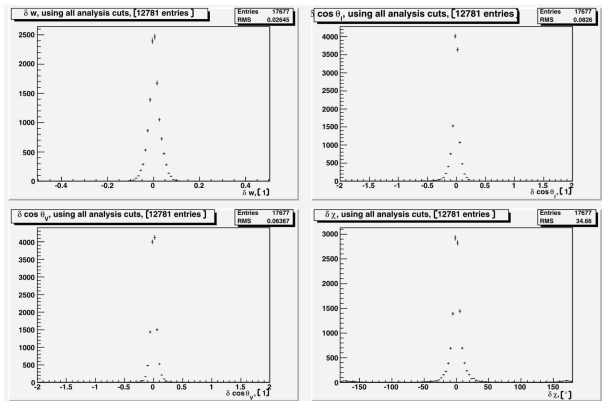 δ w, using all analysis cuts, [12781 entries]
Entries 17677
RMS 0.02645
2500
2000
1500
1000
500
0
-0.4 -0.2 0 0.2 0.4
δ w,[1]
δ cos θl, using all analysis cuts, [12781 entries]
Entries 17677
RMS 0.0826
4000
3500
3000
2500
2000
1500
1000
500
0
-2 -1.5 -1 -0.5 0 0.5 1 1.5 2
δ cos θl,[1]
δ cos θV, using all analysis cuts, [12781 entries]
Entries 17677
RMS 0.06367
4000
3500
3000
2500
2000
1500
1000
500
0
-2 -1.5 -1 -0.5 0 0.5 1 1.5 2
δ cos θV,[1]
δ χ, using all analysis cuts, [12781 entries]
Entries 17677
RMS 34.66
3000
2500
2000
1500
1000
500
0
-150 -100 -50 0 50 100 150
δ χ,[°]